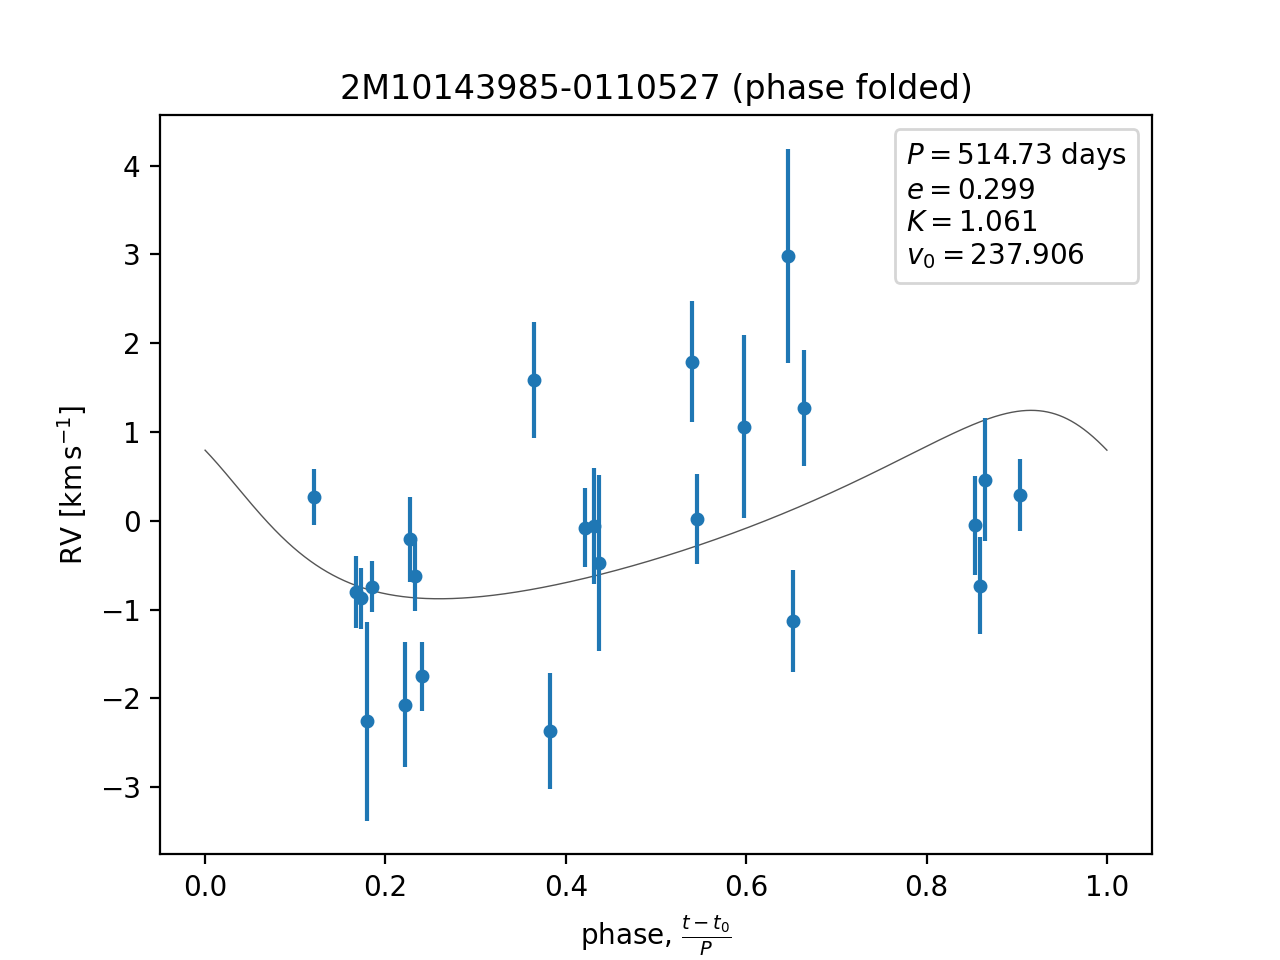 2M10143985-0110527 (phase folded)
P = 514.73 days
e = 0.299
K = 1.061
v₀ = 237.906
4
3
2
1
0
−1
−2
−3
RV [km s⁻¹]
0.0 0.2 0.4 0.6 0.8 1.0
phase, (t − t₀)/P